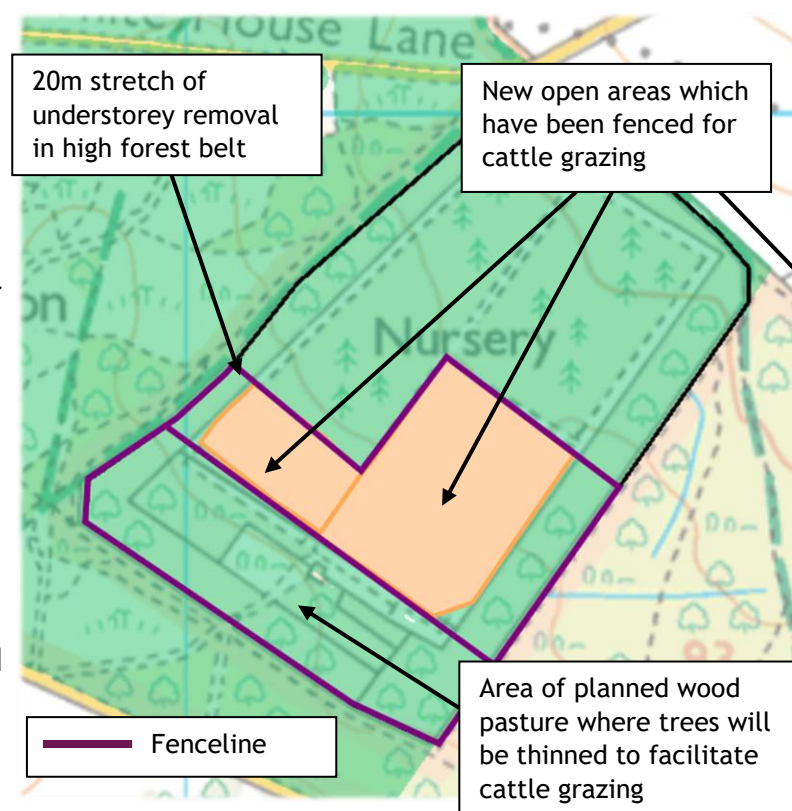 House Lane
20m stretch of
understorey removal
in high forest belt
New open areas which
have been fenced for
cattle grazing
Nursery
Area of planned wood
pasture where trees will
be thinned to facilitate
cattle grazing
Fenceline